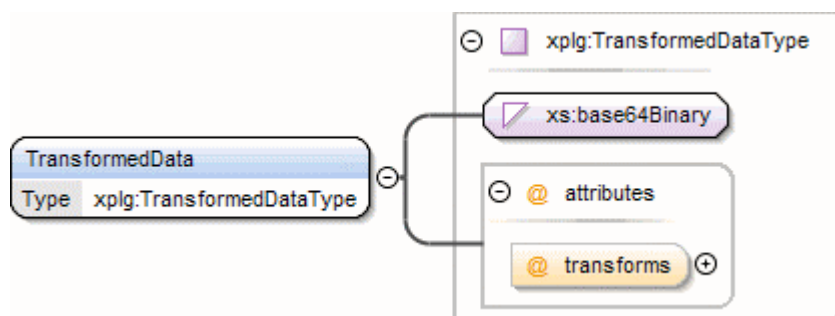 xplg:TransformedDataType
xs:base64Binary
TransformedData
Type xplg:TransformedDataType
@ attributes
@ transforms